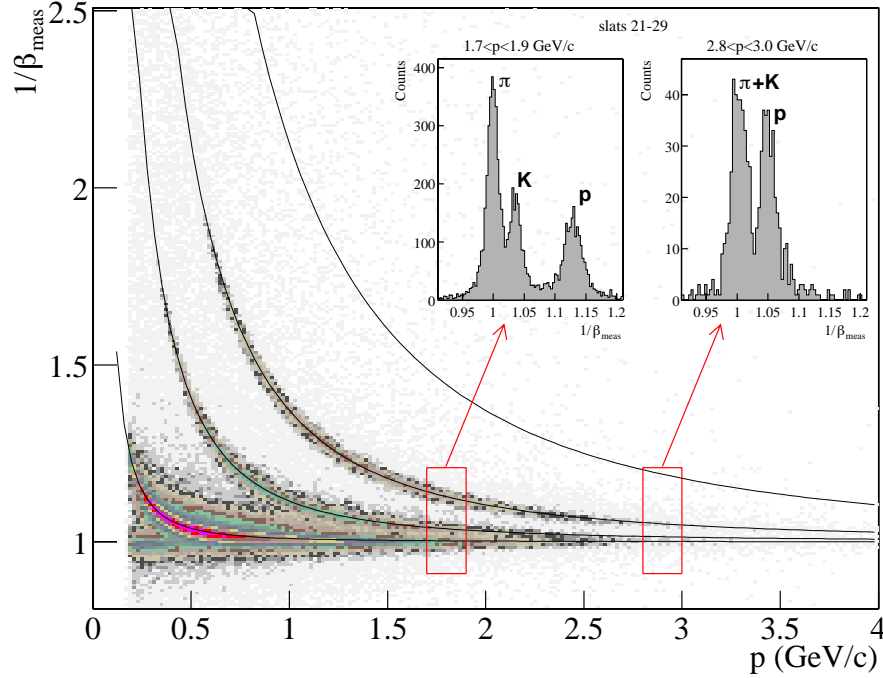 slats 21-29
1.7<p<1.9 GeV/c
Counts
400
300
200
100
0
π
K
p
0.95 1 1.05 1.1 1.15 1.2
1/βmeas
2.8<p<3.0 GeV/c
Counts
40
30
20
10
0
π+K
p
0.95 1 1.05 1.1 1.15 1.2
1/βmeas
1/βmeas
2.5
2
1.5
1
0 0.5 1 1.5 2 2.5 3 3.5 4
p (GeV/c)